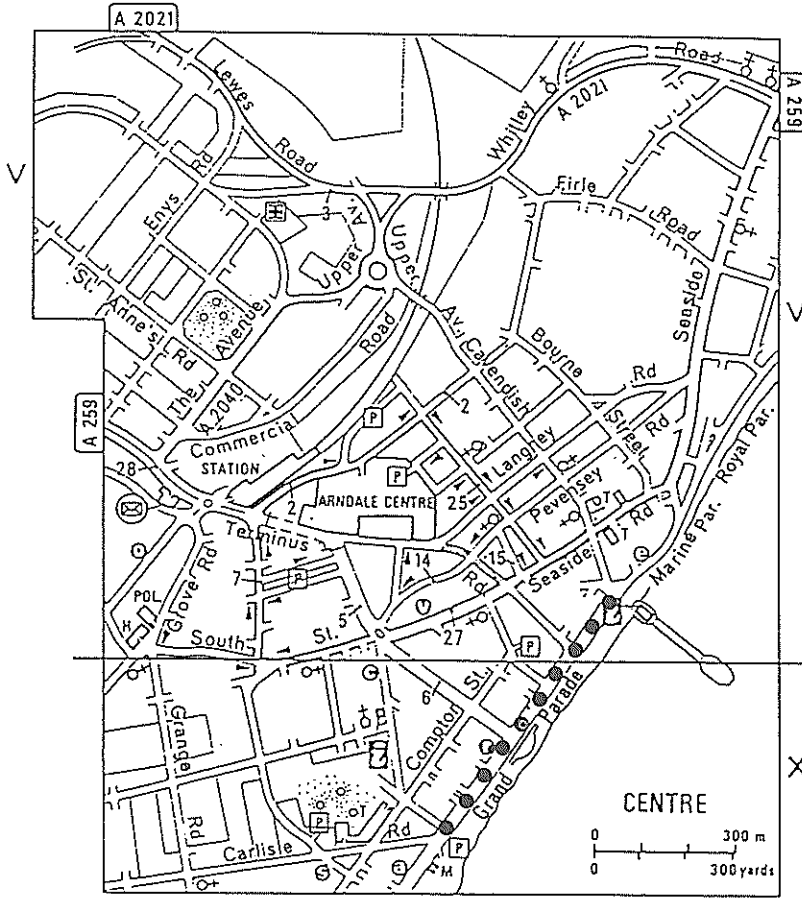 A 2021
Lewes
Road
Road
A 259
Whitley
A 2021
V
Enys
Rd
3
Av.
Upper
Upper
Av.
Firle
Road
Seaside
V
St.
Anne's
Rd
The
Avenue
A 2040
Road
Commercia
STATION
A 259
28
Cavendish
Bourne
Street
Rd
Langney
Rd
Pevensey
Rd
Seaside
Marine Par.
Royal Par.
P
P
2
25
ARNDALE CENTRE
2
Terminus
Rd
14
15
T
7
P
POL.
H
Grove Rd
South
St.
5
27
P
6
Compton
St.
Grand
Parade
X
Grange
Rd
Carlisle
Rd
P
T
P
M
CENTRE
0 300 m
0 300 yards